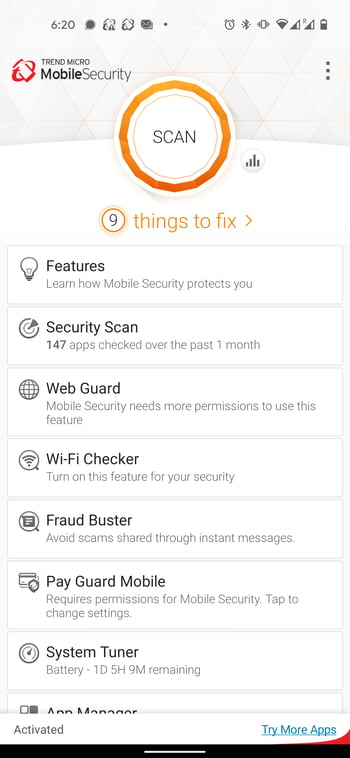 6:20
TREND MICRO
MobileSecurity
SCAN
9 things to fix >
Features
Learn how Mobile Security protects you
Security Scan
147 apps checked over the past 1 month
Web Guard
Mobile Security needs more permissions to use this
feature
Wi-Fi Checker
Turn on this feature for your security
Fraud Buster
Avoid scams shared through instant messages.
Pay Guard Mobile
Requires permissions for Mobile Security. Tap to
change settings.
System Tuner
Battery - 1D 5H 9M remaining
App Manager
Activated
Try More Apps